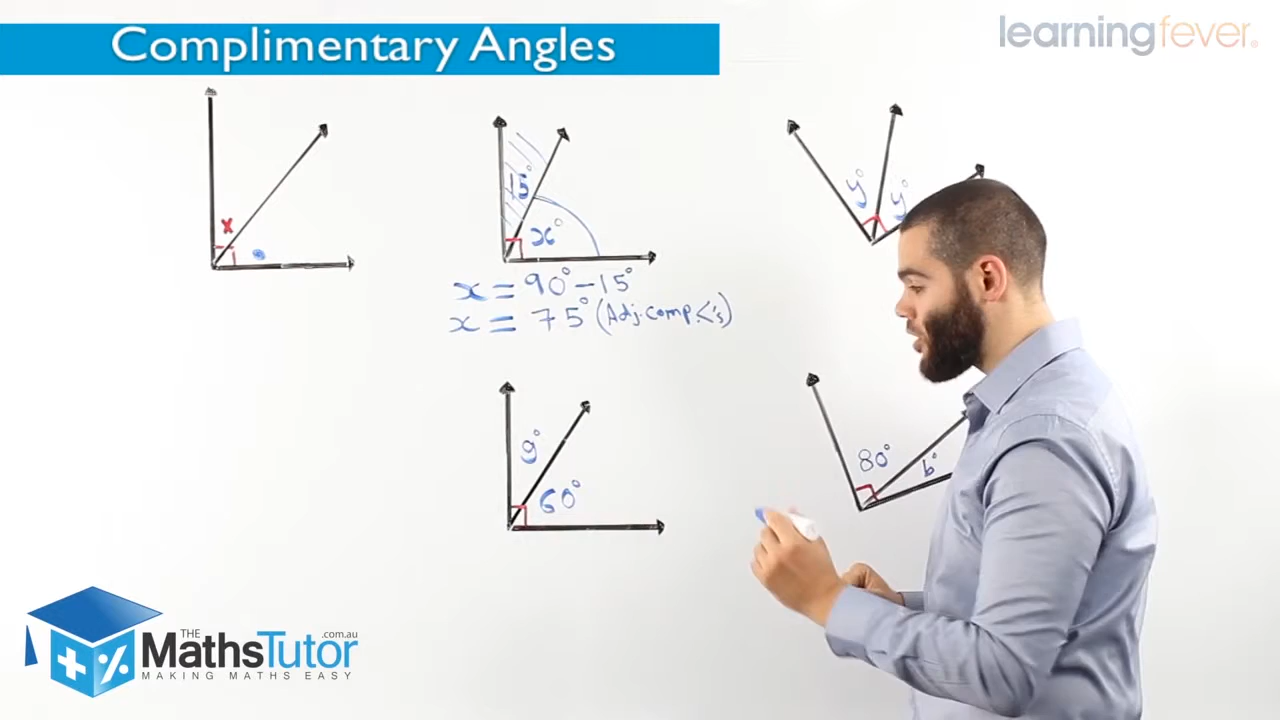 Complimentary Angles
learningfever.
x
15°
x°
x = 90° - 15°
x = 75° (Adj. comp. <'s)
y°
y°
g°
60°
80°
b°
THE
MathsTutor
.com.au
MAKING MATHS EASY